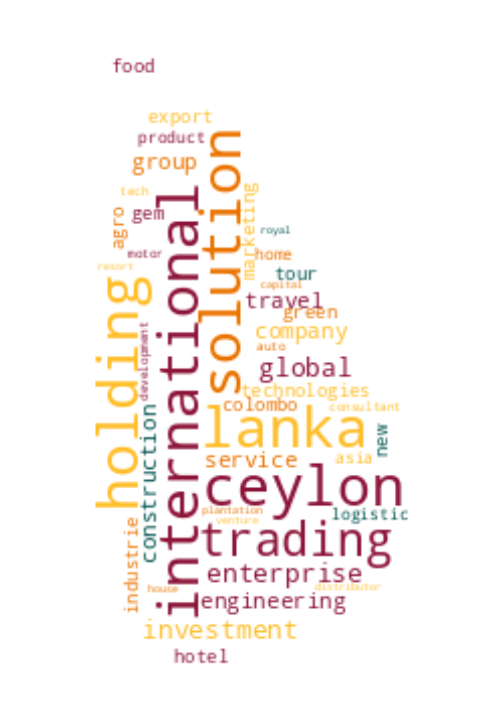 food
export
product
solution
group
tech
marketing
international
agro
gem
royal
motor
home
resort
tour
holding
capital
travel
green
development
company
auto
global
technologies
construction
colombo
consultant
lanka
new
service
asia
ceylon
plantation
logistic
venture
industrie
trading
enterprise
house
distributor
engineering
investment
hotel